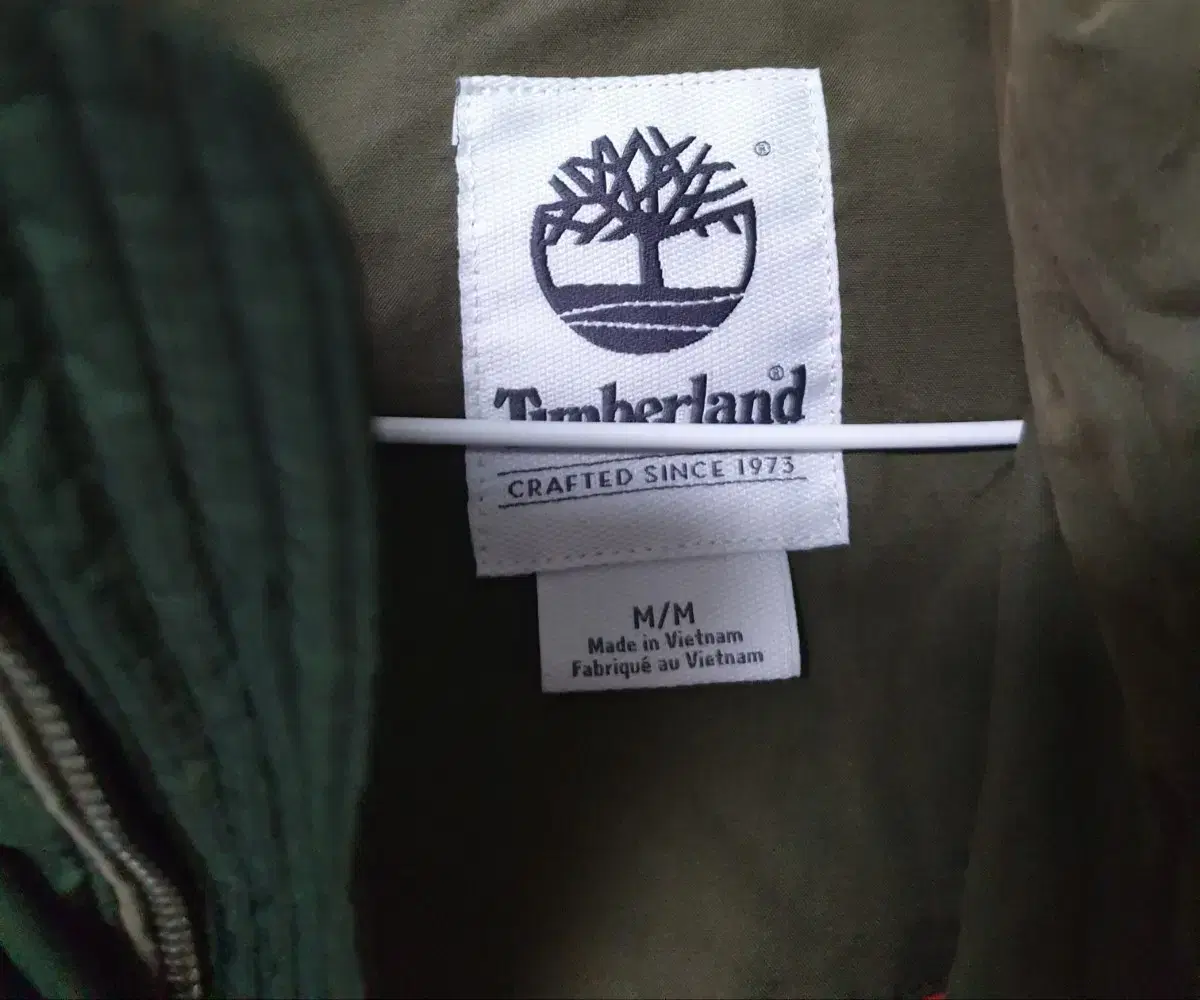 ®
Timberland®
CRAFTED SINCE 1973
M/M
Made in Vietnam
Fabriqué au Vietnam